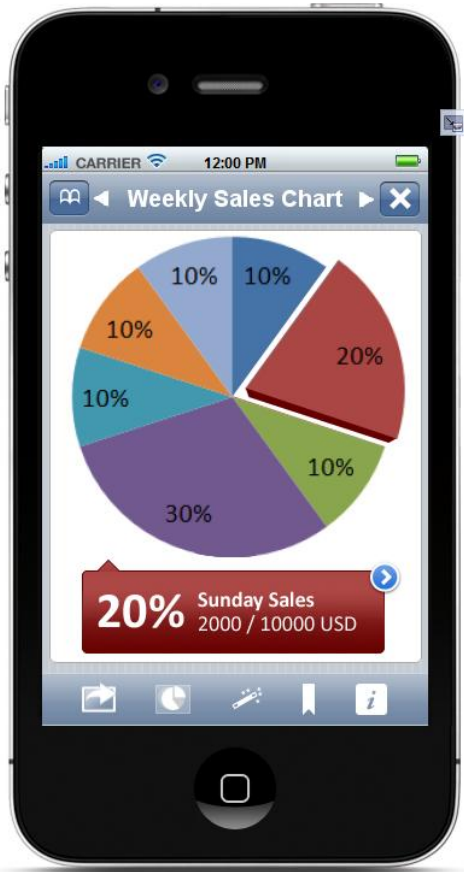 CARRIER 12:00 PM
Weekly Sales Chart
10% 10%
10% 20%
10%
10%
30%
20% Sunday Sales
2000 / 10000 USD
i